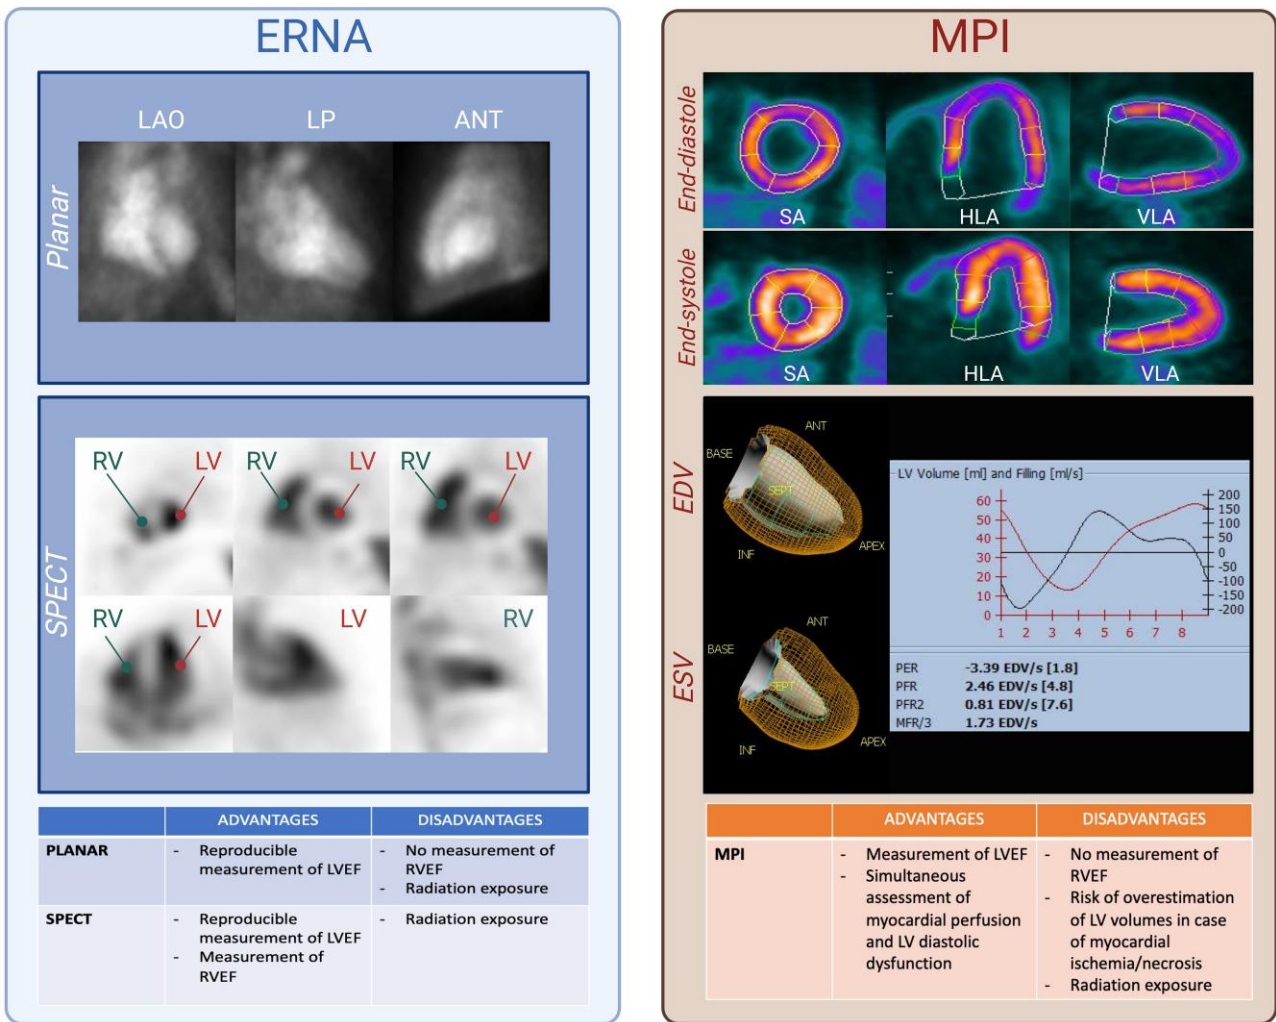 ERNA
Planar
LAO LP ANT
SPECT
RV LV RV LV RV LV
RV LV LV RV
ADVANTAGES DISADVANTAGES
PLANAR
- Reproducible
measurement of LVEF
- No measurement of
RVEF
- Radiation exposure
SPECT
- Reproducible
measurement of LVEF
- Measurement of
RVEF
- Radiation exposure
MPI
End-diastole
SA HLA VLA
End-systole
SA HLA VLA
EDV
ANT
BASE
SEPT
INF
APEX
ESV
ANT
BASE
SEPT
INF
APEX
LV Volume [ml] and Filling [ml/s]
60
50
40
30
20
10
0
200
150
100
50
0
-50
-100
-150
-200
1 2 3 4 5 6 7 8
PER -3.39 EDV/s [1.8]
PFR 2.46 EDV/s [4.8]
PFR2 0.81 EDV/s [7.6]
MFR/3 1.73 EDV/s
ADVANTAGES DISADVANTAGES
MPI
- Measurement of LVEF
- Simultaneous
assessment of
myocardial perfusion
and LV diastolic
dysfunction
- No measurement of
RVEF
- Risk of overestimation
of LV volumes in case
of myocardial
ischemia/necrosis
- Radiation exposure